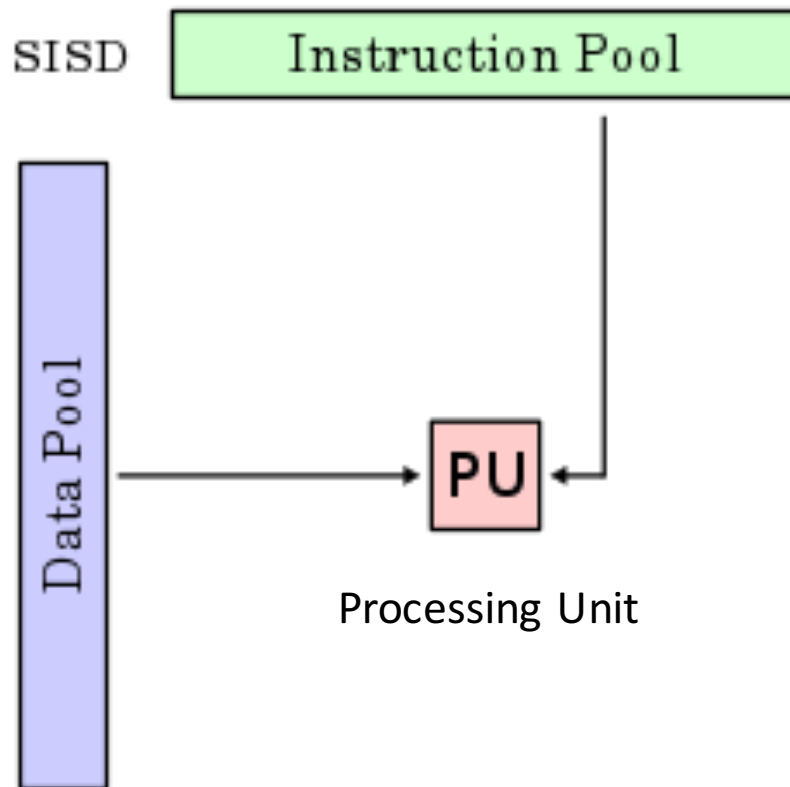 SISD
Instruction Pool
Data Pool
PU
Processing Unit